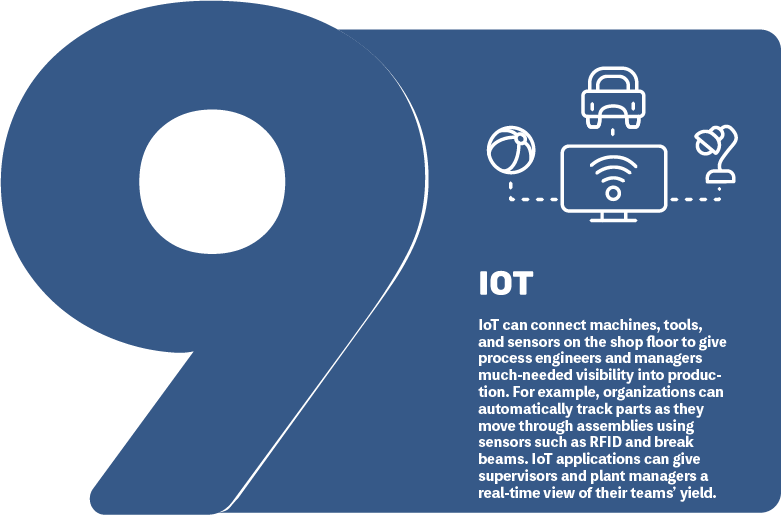 9
IOT
IoT can connect machines, tools,
and sensors on the shop floor to give
process engineers and managers
much-needed visibility into produc-
tion. For example, organizations can
automatically track parts as they
move through assemblies using
sensors such as RFID and break
beams. IoT applications can give
supervisors and plant managers a
real-time view of their teams’ yield.